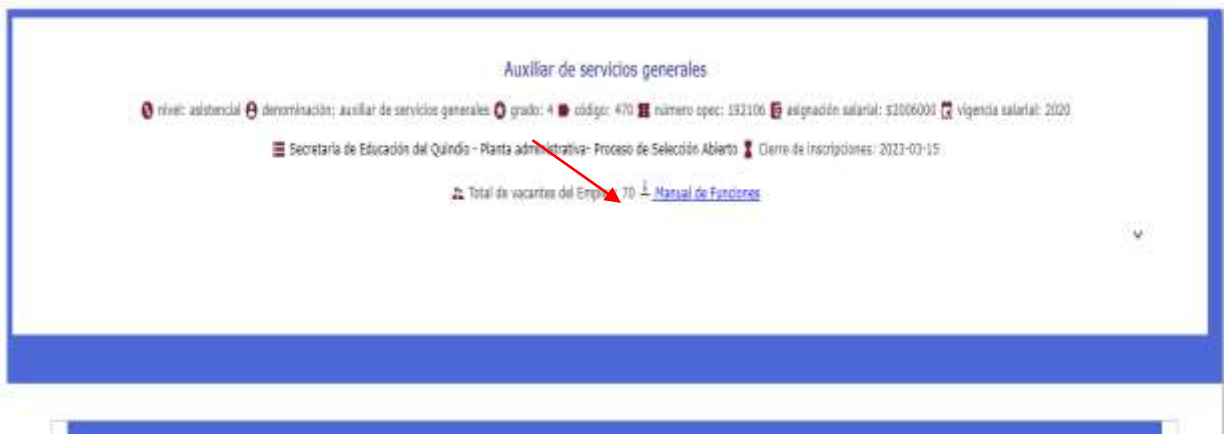 Auxiliar de servicios generales
nivel: asistencial denominación: auxiliar de servicios generales grado: 4 código: 470 número opec: 192106 asignación salarial: $2006000 vigencia salarial: 2020
Secretaria de Educación del Quindío - Planta administrativa- Proceso de Selección Abierto Cierre de inscripciones: 2023-03-15
Total de vacantes del 70 Manual de Funciones